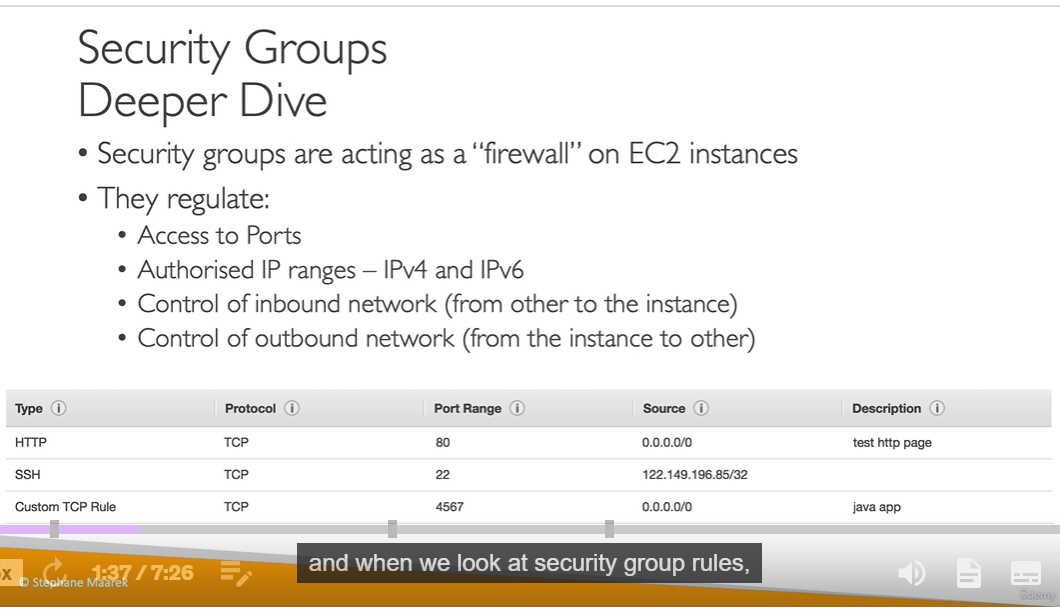 Security Groups
Deeper Dive
• Security groups are acting as a “firewall” on EC2 instances
• They regulate:
• Access to Ports
• Authorised IP ranges – IPv4 and IPv6
• Control of inbound network (from other to the instance)
• Control of outbound network (from the instance to other)
Type Protocol Port Range Source Description
HTTP TCP 80 0.0.0.0/0 test http page
SSH TCP 22 122.149.196.85/32
Custom TCP Rule TCP 4567 0.0.0.0/0 java app
and when we look at security group rules,
x 1:37 / 7:26
© Stephane Maarek
ûdemy